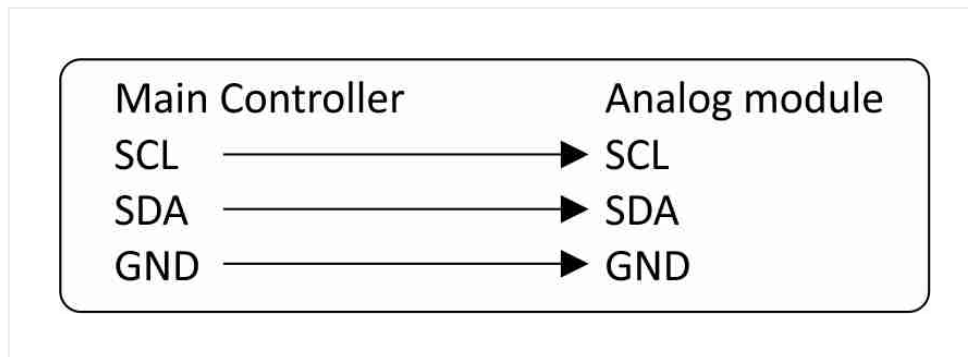 Main Controller Analog module
SCL SCL
SDA SDA
GND GND